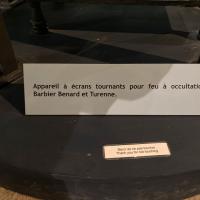 Appareil à écrans tournants pour feu à occultatio
Barbier Benard et Turenne.
Merci de ne pas toucher
Thank you for not touching